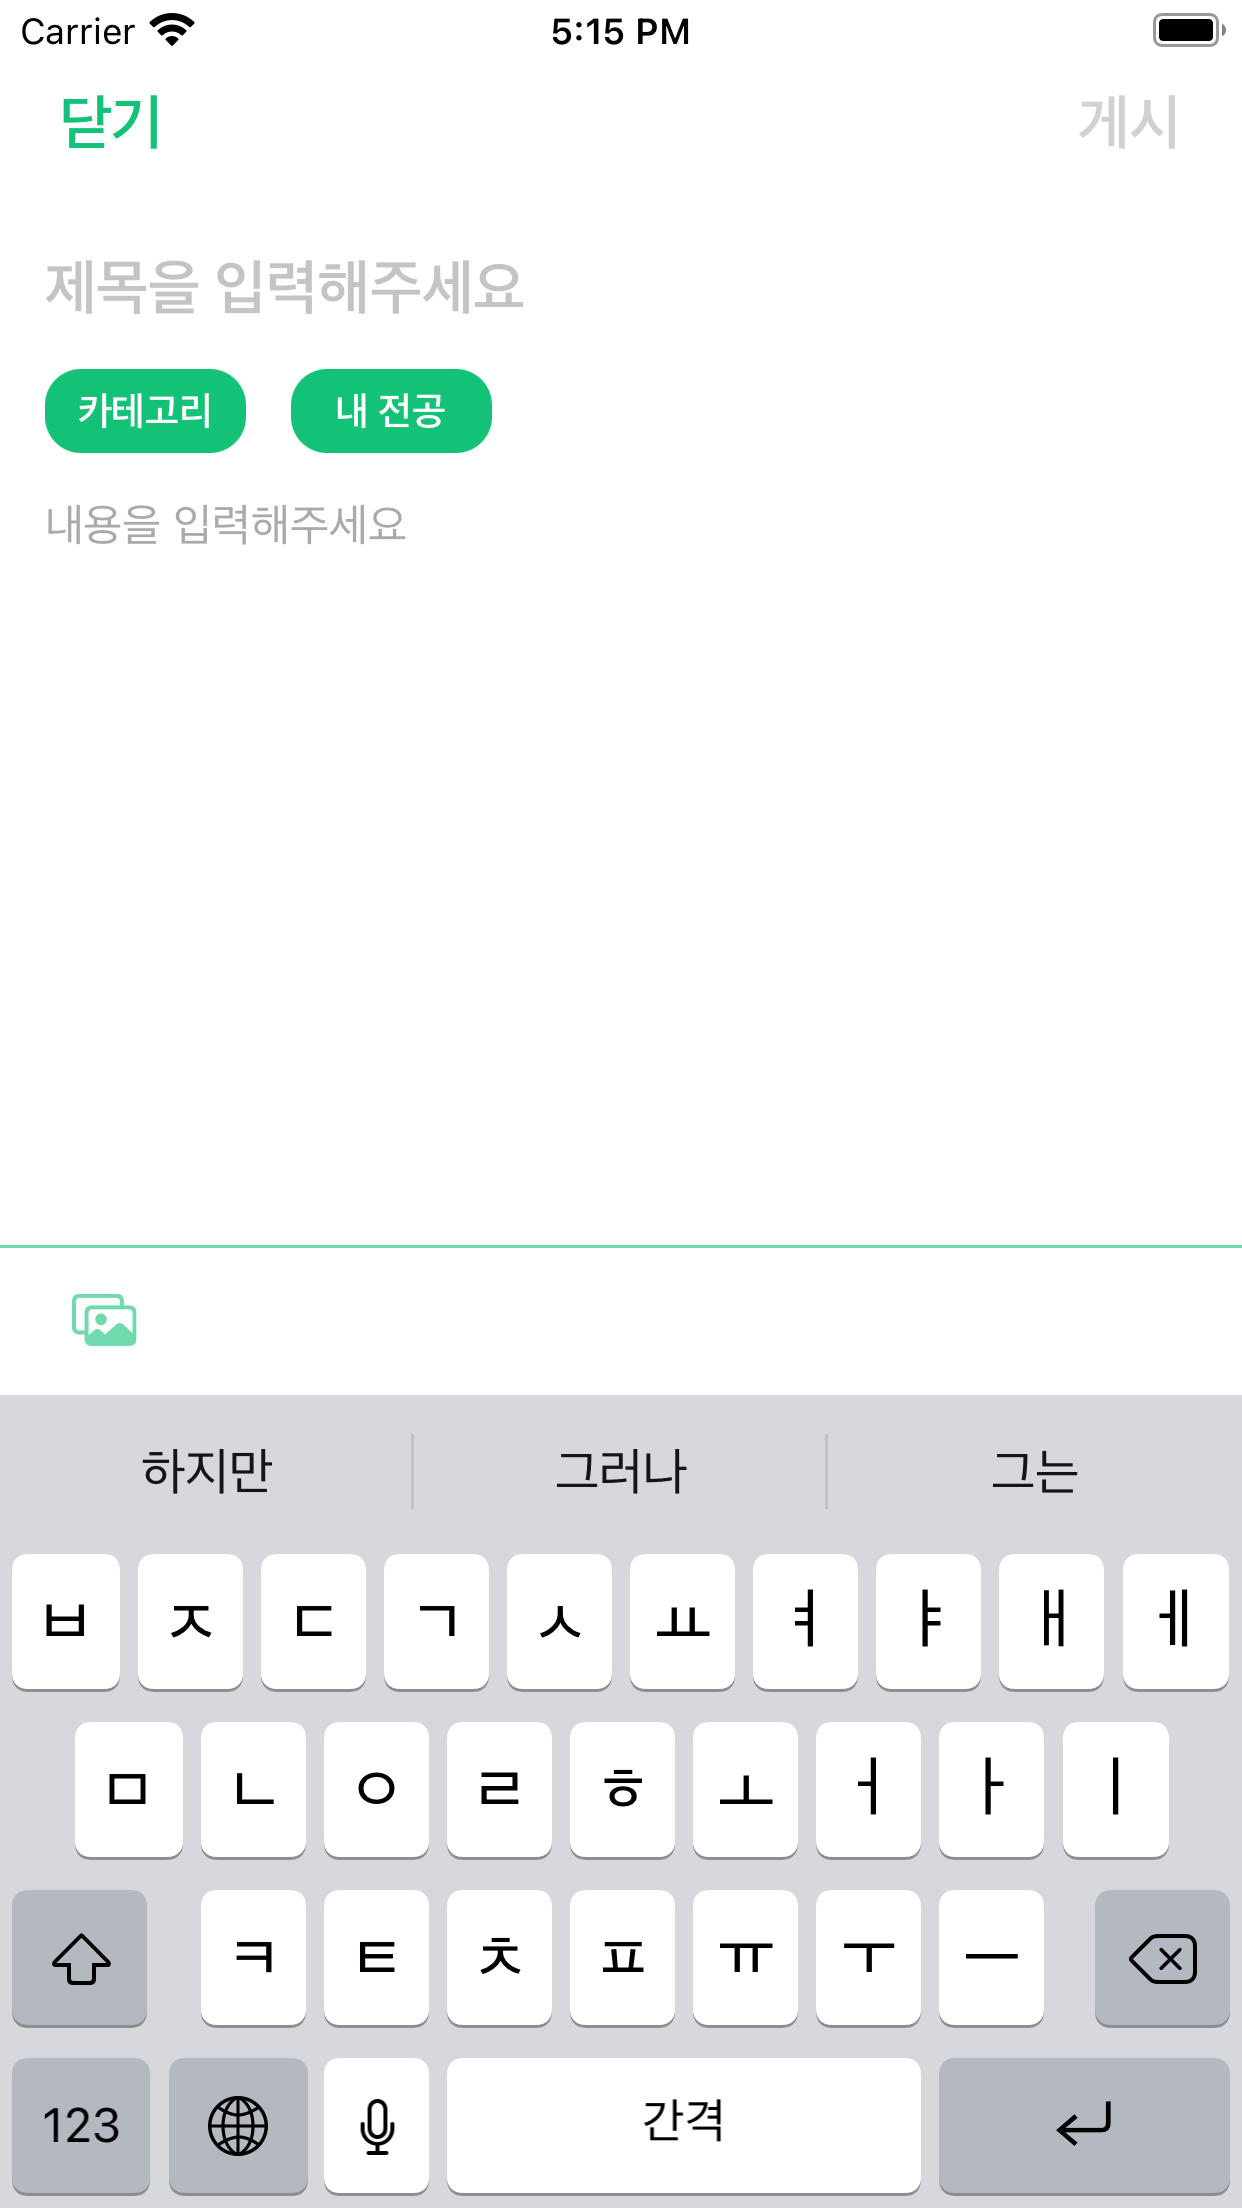 Carrier 5:15 PM
닫기 게시
제목을 입력해주세요
카테고리 내 전공
내용을 입력해주세요
하지만 그러나 그는
ㅂ ㅈ ㄷ ㄱ ㅅ ㅛ ㅕ ㅑ ㅐ ㅔ
ㅁ ㄴ ㅇ ㄹ ㅎ ㅗ ㅓ ㅏ ㅣ
ㅋ ㅌ ㅊ ㅍ ㅠ ㅜ ㅡ
123 간격